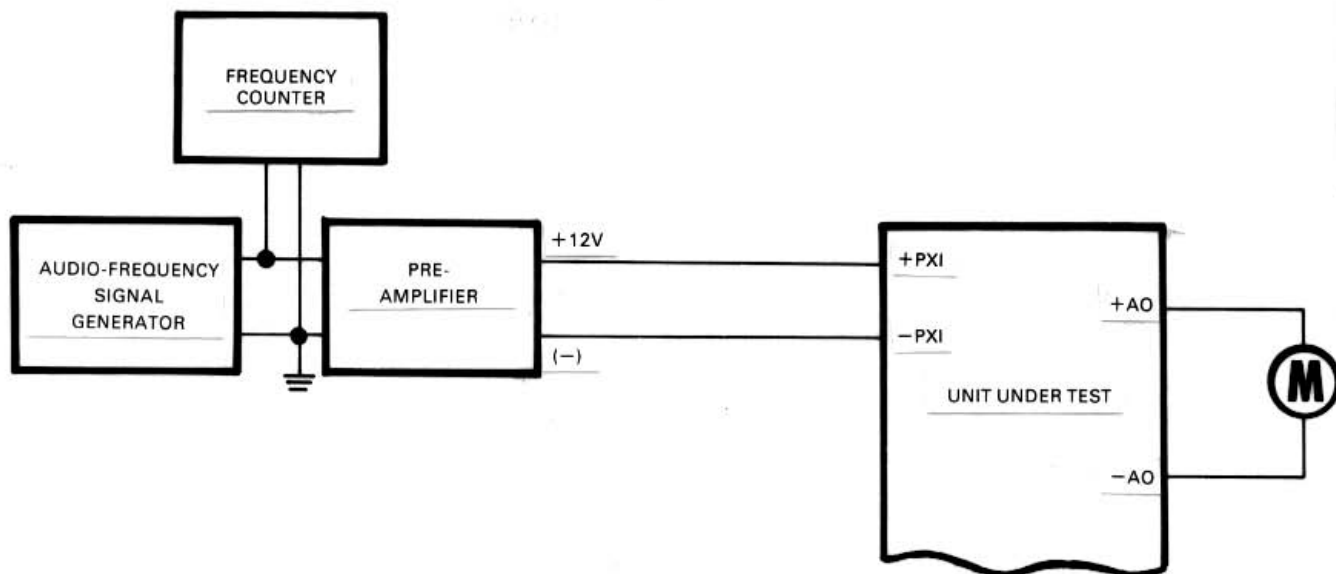 FREQUENCY
COUNTER
AUDIO-FREQUENCY
SIGNAL
GENERATOR
PRE-
AMPLIFIER
+12V
(−)
+PXI
−PXI
UNIT UNDER TEST
+AO
−AO
M